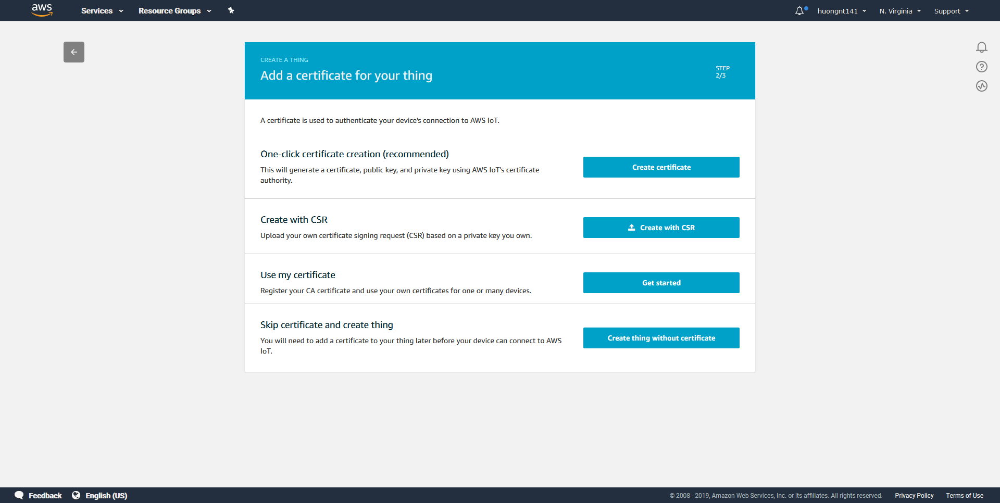 aws Services Resource Groups huongnt141 N. Virginia Support
CREATE A THING
Add a certificate for your thing
STEP
2/3
A certificate is used to authenticate your device's connection to AWS IoT.
One-click certificate creation (recommended)
This will generate a certificate, public key, and private key using AWS IoT's certificate
authority.
Create certificate
Create with CSR
Upload your own certificate signing request (CSR) based on a private key you own.
Create with CSR
Use my certificate
Register your CA certificate and use your own certificates for one or many devices.
Get started
Skip certificate and create thing
You will need to add a certificate to your thing later before your device can connect to AWS
IoT.
Create thing without certificate
Feedback English (US) © 2008 - 2019, Amazon Web Services, Inc. or its affiliates. All rights reserved. Privacy Policy Terms of Use